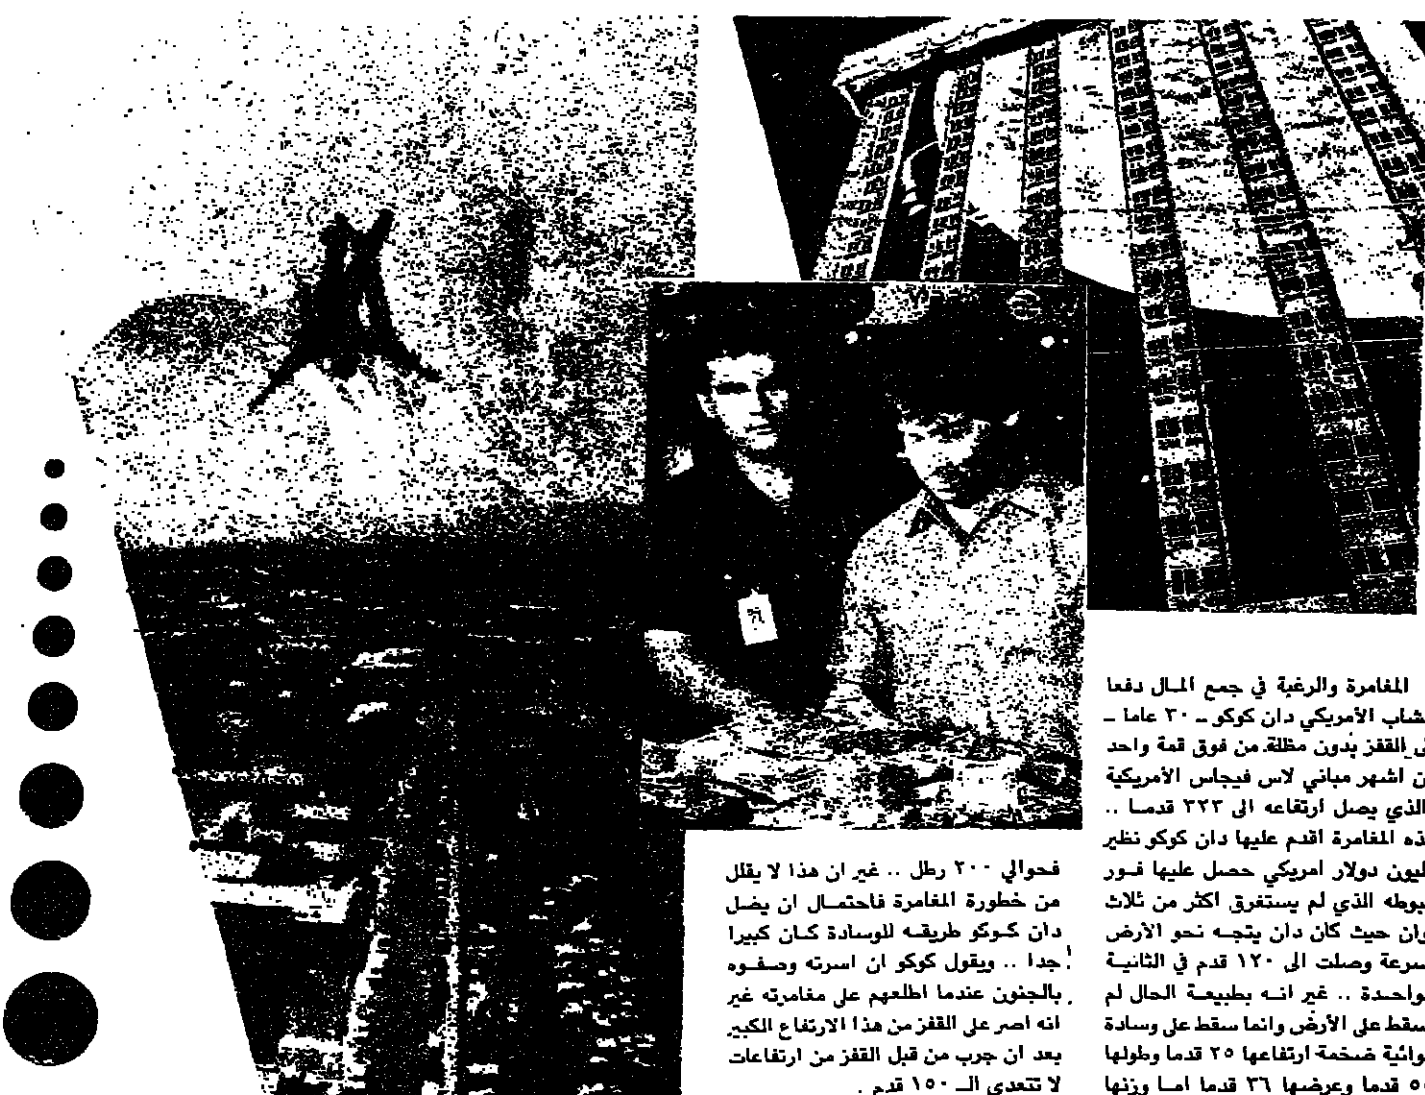 المغامرة والرغبة في جمع المال دفعا
شاب الأمريكي دان كوكو ــ ٣٠ عاما ــ
القفز بدون مظلة من فوق قمة واحد
ن اشهر مباني لاس فيجاس الأمريكية
الذي يصل ارتفاعه الى ٣٢٣ قدما ..
ذه المغامرة اقدم عليها دان كوكو نظير
ليون دولار امريكي حصل عليها فور
بوطه الذي لم يستغرق اكثر من ثلاث
وان حيث كان دان يتجه نحو الأرض
سرعة وصلت الى ١٢٠ قدم في الثانية
واحدة .. غير انه بطبيعة الحال لم
سقط على الأرض وانما سقط على وسادة
وائية ضخمة ارتفاعها ٢٥ قدما وطولها
قدما وعرضها ٣٦ قدما اما وزنها
فحوالي ٢٠٠ رطل .. غير ان هذا لا يقلل
من خطورة المغامرة فاحتمال ان يضل
دان كوكو طريقه للوسادة كان كبيرا
جدا .. ويقول كوكو ان اسرته وصفوه
بالجنون عندما اطلعهم على مغامرته غير
انه اصر على القفز من هذا الارتفاع الكبير
بعد ان جرب من قبل القفز من ارتفاعات
لا تتعدى الــ ١٥٠ قدم .